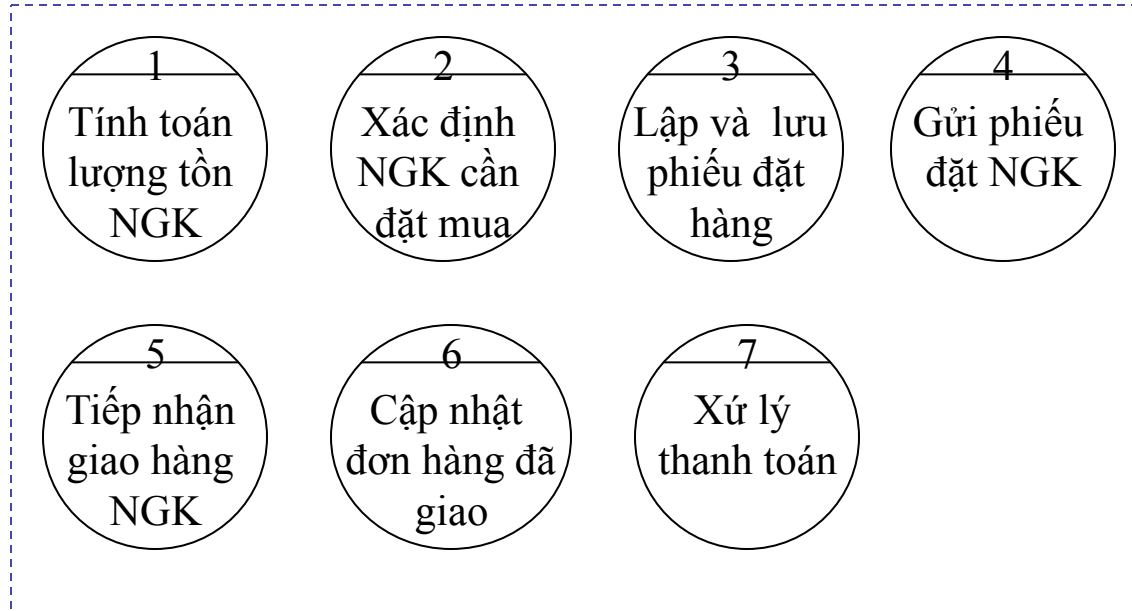 1
Tính toán
lượng tồn
NGK
2
Xác định
NGK cần
đặt mua
3
Lập và lưu
phiếu đặt
hàng
4
Gửi phiếu
đặt NGK
5
Tiếp nhận
giao hàng
NGK
6
Cập nhật
đơn hàng đã
giao
7
Xứ lý
thanh toán